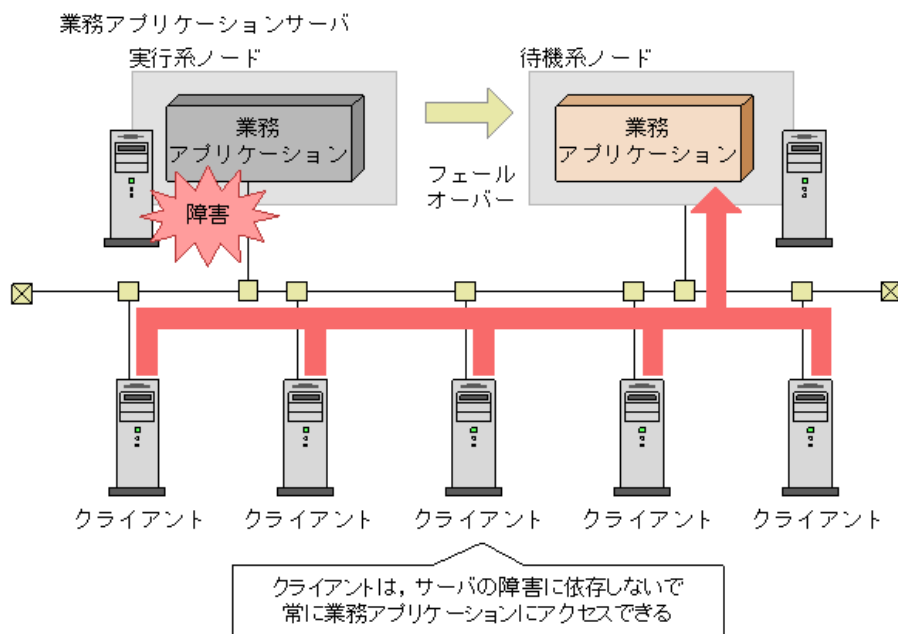 業務アプリケーションサーバ
実行系ノード
待機系ノード
業務
アプリケーション
業務
アプリケーション
フェール
オーバー
障害
クライアント
クライアント
クライアント
クライアント
クライアント
クライアントは，サーバの障害に依存しないで
常に業務アプリケーションにアクセスできる